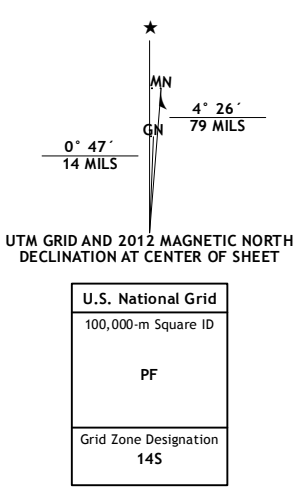 ★
MN
4° 26´
79 MILS
GN
0° 47´
14 MILS
UTM GRID AND 2012 MAGNETIC NORTH
DECLINATION AT CENTER OF SHEET
U.S. National Grid
100,000-m Square ID
PF
Grid Zone Designation
14S